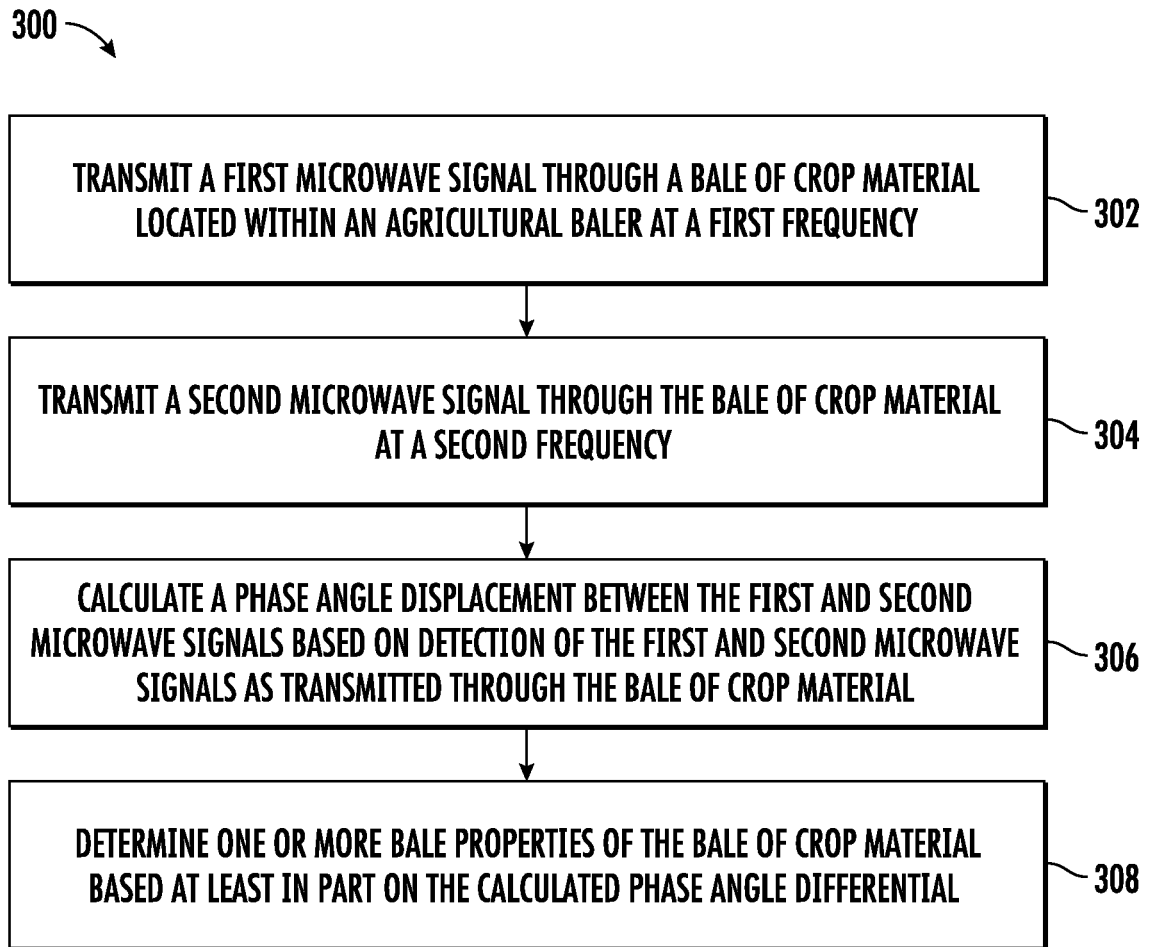 300
TRANSMIT A FIRST MICROWAVE SIGNAL THROUGH A BALE OF CROP MATERIAL
LOCATED WITHIN AN AGRICULTURAL BALER AT A FIRST FREQUENCY
302
TRANSMIT A SECOND MICROWAVE SIGNAL THROUGH THE BALE OF CROP MATERIAL
AT A SECOND FREQUENCY
304
CALCULATE A PHASE ANGLE DISPLACEMENT BETWEEN THE FIRST AND SECOND
MICROWAVE SIGNALS BASED ON DETECTION OF THE FIRST AND SECOND MICROWAVE
SIGNALS AS TRANSMITTED THROUGH THE BALE OF CROP MATERIAL
306
DETERMINE ONE OR MORE BALE PROPERTIES OF THE BALE OF CROP MATERIAL
BASED AT LEAST IN PART ON THE CALCULATED PHASE ANGLE DIFFERENTIAL
308